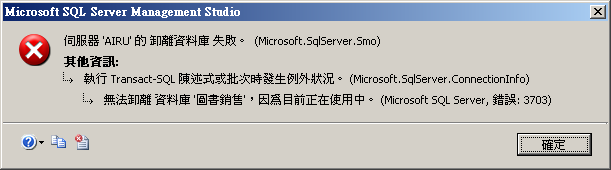 Microsoft SQL Server Management Studio
伺服器 'AIRU' 的 卸離資料庫 失敗。 (Microsoft.SqlServer.Smo)
其他資訊:
執行 Transact-SQL 陳述式或批次時發生例外狀況。 (Microsoft.SqlServer.ConnectionInfo)
無法卸離 資料庫 '圖書銷售'，因為目前正在使用中。 (Microsoft SQL Server, 錯誤: 3703)
確定